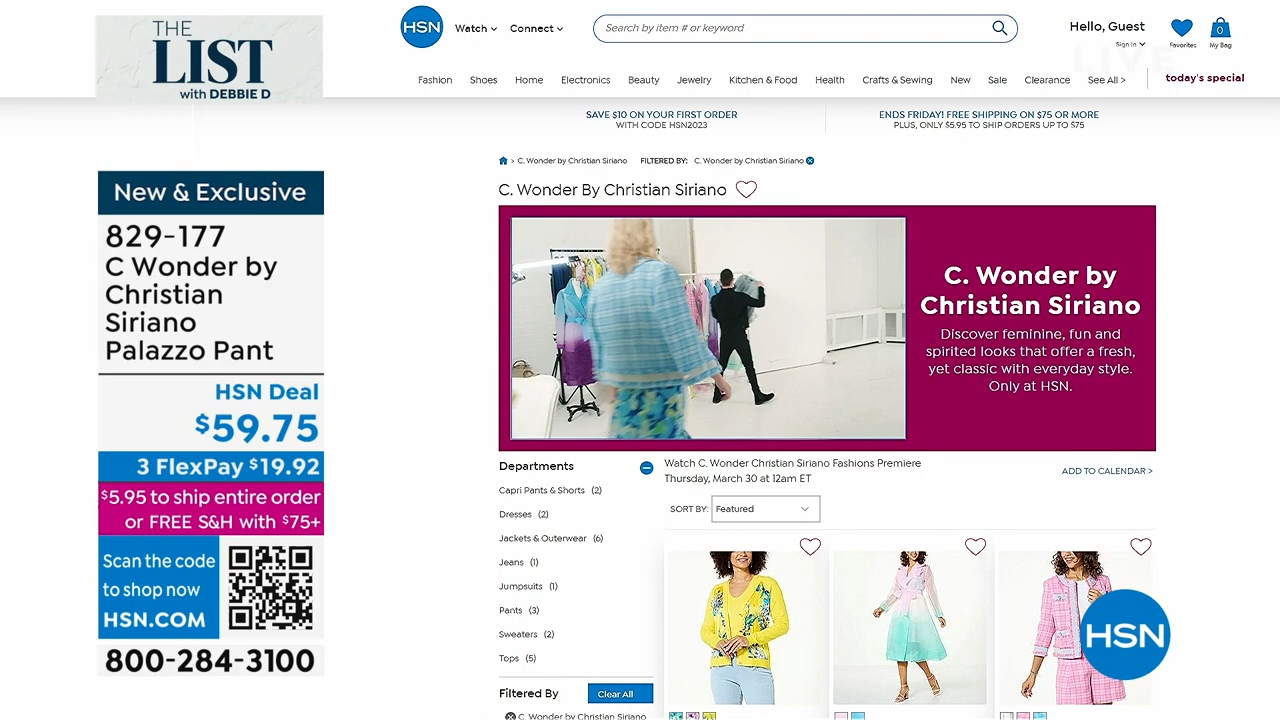 THE
LIST
with DEBBIE D
HSN
Watch
Connect
Search by item # or keyword
Hello, Guest
Sign In
Favorites
0
My Bag
LIVE
Fashion Shoes Home Electronics Beauty Jewelry Kitchen & Food Health Crafts & Sewing New Sale Clearance See All > today's special
SAVE $10 ON YOUR FIRST ORDER
WITH CODE HSN2023
ENDS FRIDAY! FREE SHIPPING ON $75 OR MORE
PLUS, ONLY $5.95 TO SHIP ORDERS UP TO $75
> C. Wonder by Christian Siriano FILTERED BY: C. Wonder by Christian Siriano
C. Wonder By Christian Siriano
New & Exclusive
829-177
C Wonder by
Christian
Siriano
Palazzo Pant
HSN Deal
$59.75
3 FlexPay $19.92
$5.95 to ship entire order
or FREE S&H with $75+
Scan the code
to shop now
HSN.COM
800-284-3100
C. Wonder by
Christian Siriano
Discover feminine, fun and
spirited looks that offer a fresh,
yet classic with everyday style.
Only at HSN.
Departments
Capri Pants & Shorts (2)
Dresses (2)
Jackets & Outerwear (6)
Jeans (1)
Jumpsuits (1)
Pants (3)
Sweaters (2)
Tops (5)
Filtered By
Clear All
C. Wonder by Christian Siriano
Watch C. Wonder Christian Siriano Fashions Premiere
Thursday, March 30 at 12am ET
ADD TO CALENDAR >
SORT BY: Featured
HSN